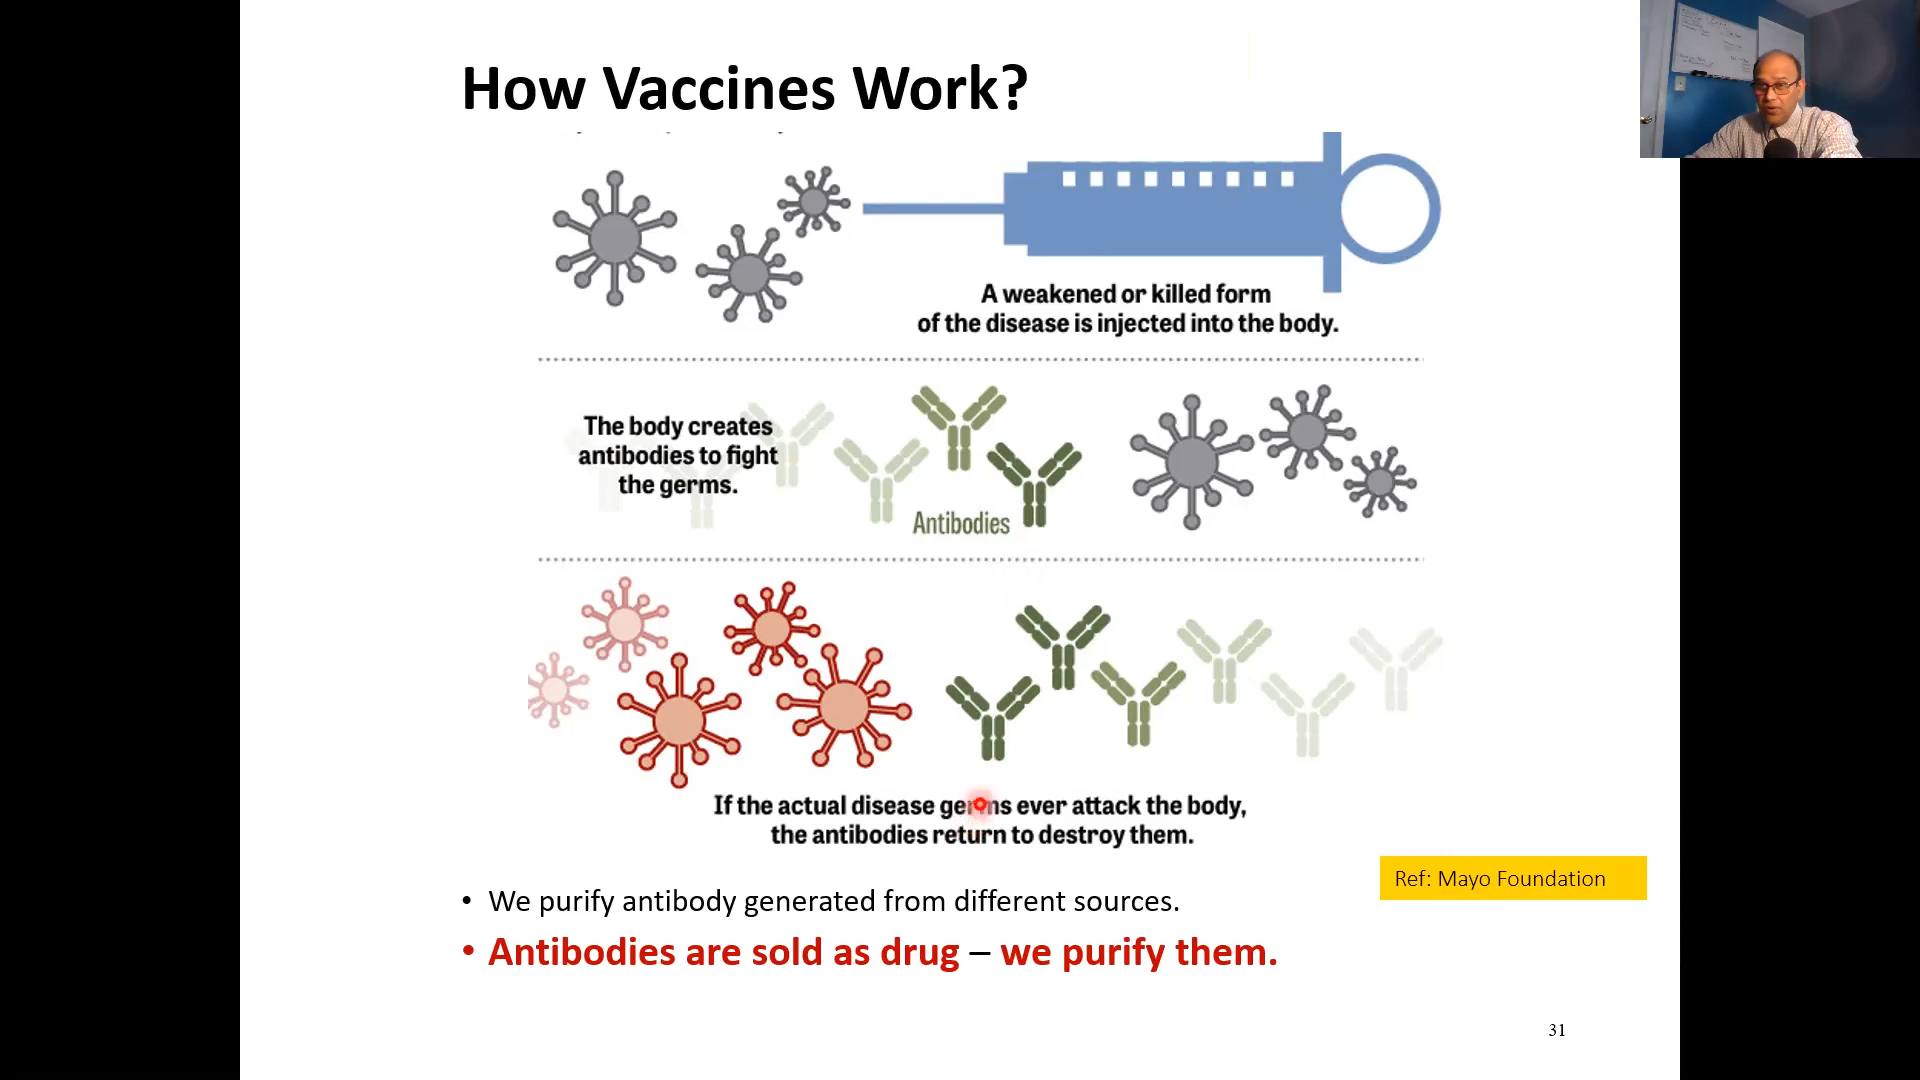 How Vaccines Work?
A weakened or killed form
of the disease is injected into the body.
The body creates
antibodies to fight
the germs.
Antibodies
If the actual disease germs ever attack the body,
the antibodies return to destroy them.
Ref: Mayo Foundation
• We purify antibody generated from different sources.
• Antibodies are sold as drug – we purify them.
31